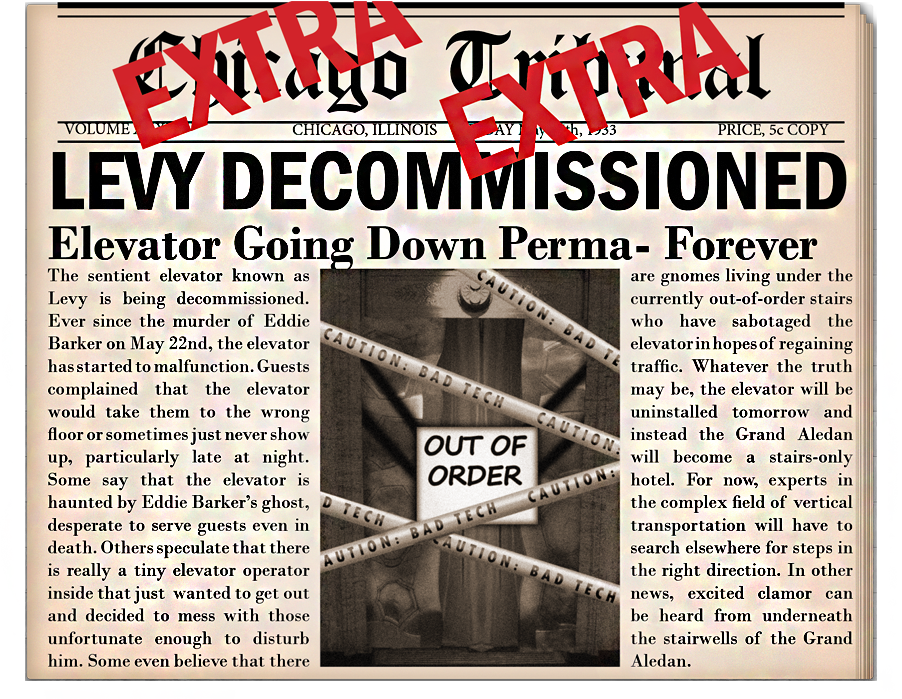 EXTRA
EXTRA
Chicago Tribunal
VOLUME
CHICAGO, ILLINOIS
PRICE, 5c COPY
LEVY DECOMMISSIONED
Elevator Going Down Perma- Forever
The sentient elevator known as
Levy is being decommissioned.
Ever since the murder of Eddie
Barker on May 22nd, the elevator
has started to malfunction. Guests
complained that the elevator
would take them to the wrong
floor or sometimes just never show
up, particularly late at night.
Some say that the elevator is
haunted by Eddie Barker's ghost,
desperate to serve guests even in
death. Others speculate that there
is really a tiny elevator operator
inside that just wanted to get out
and decided to mess with those
unfortunate enough to disturb
him. Some even believe that there
CAUTION: BAD TE
CAUTION: BAD TECH CAUTION:
OUT OF
ORDER
D TECH CAUTION: BAD TECH
AUTION: BAD TECH CAUTION:
are gnomes living under the
currently out-of-order stairs
who have sabotaged the
elevator in hopes of regaining
traffic. Whatever the truth
may be, the elevator will be
uninstalled tomorrow and
instead the Grand Aledan
will become a stairs-only
hotel. For now, experts in
the complex field of vertical
transportation will have to
search elsewhere for steps in
the right direction. In other
news, excited clamor can
be heard from underneath
the stairwells of the Grand
Aledan.